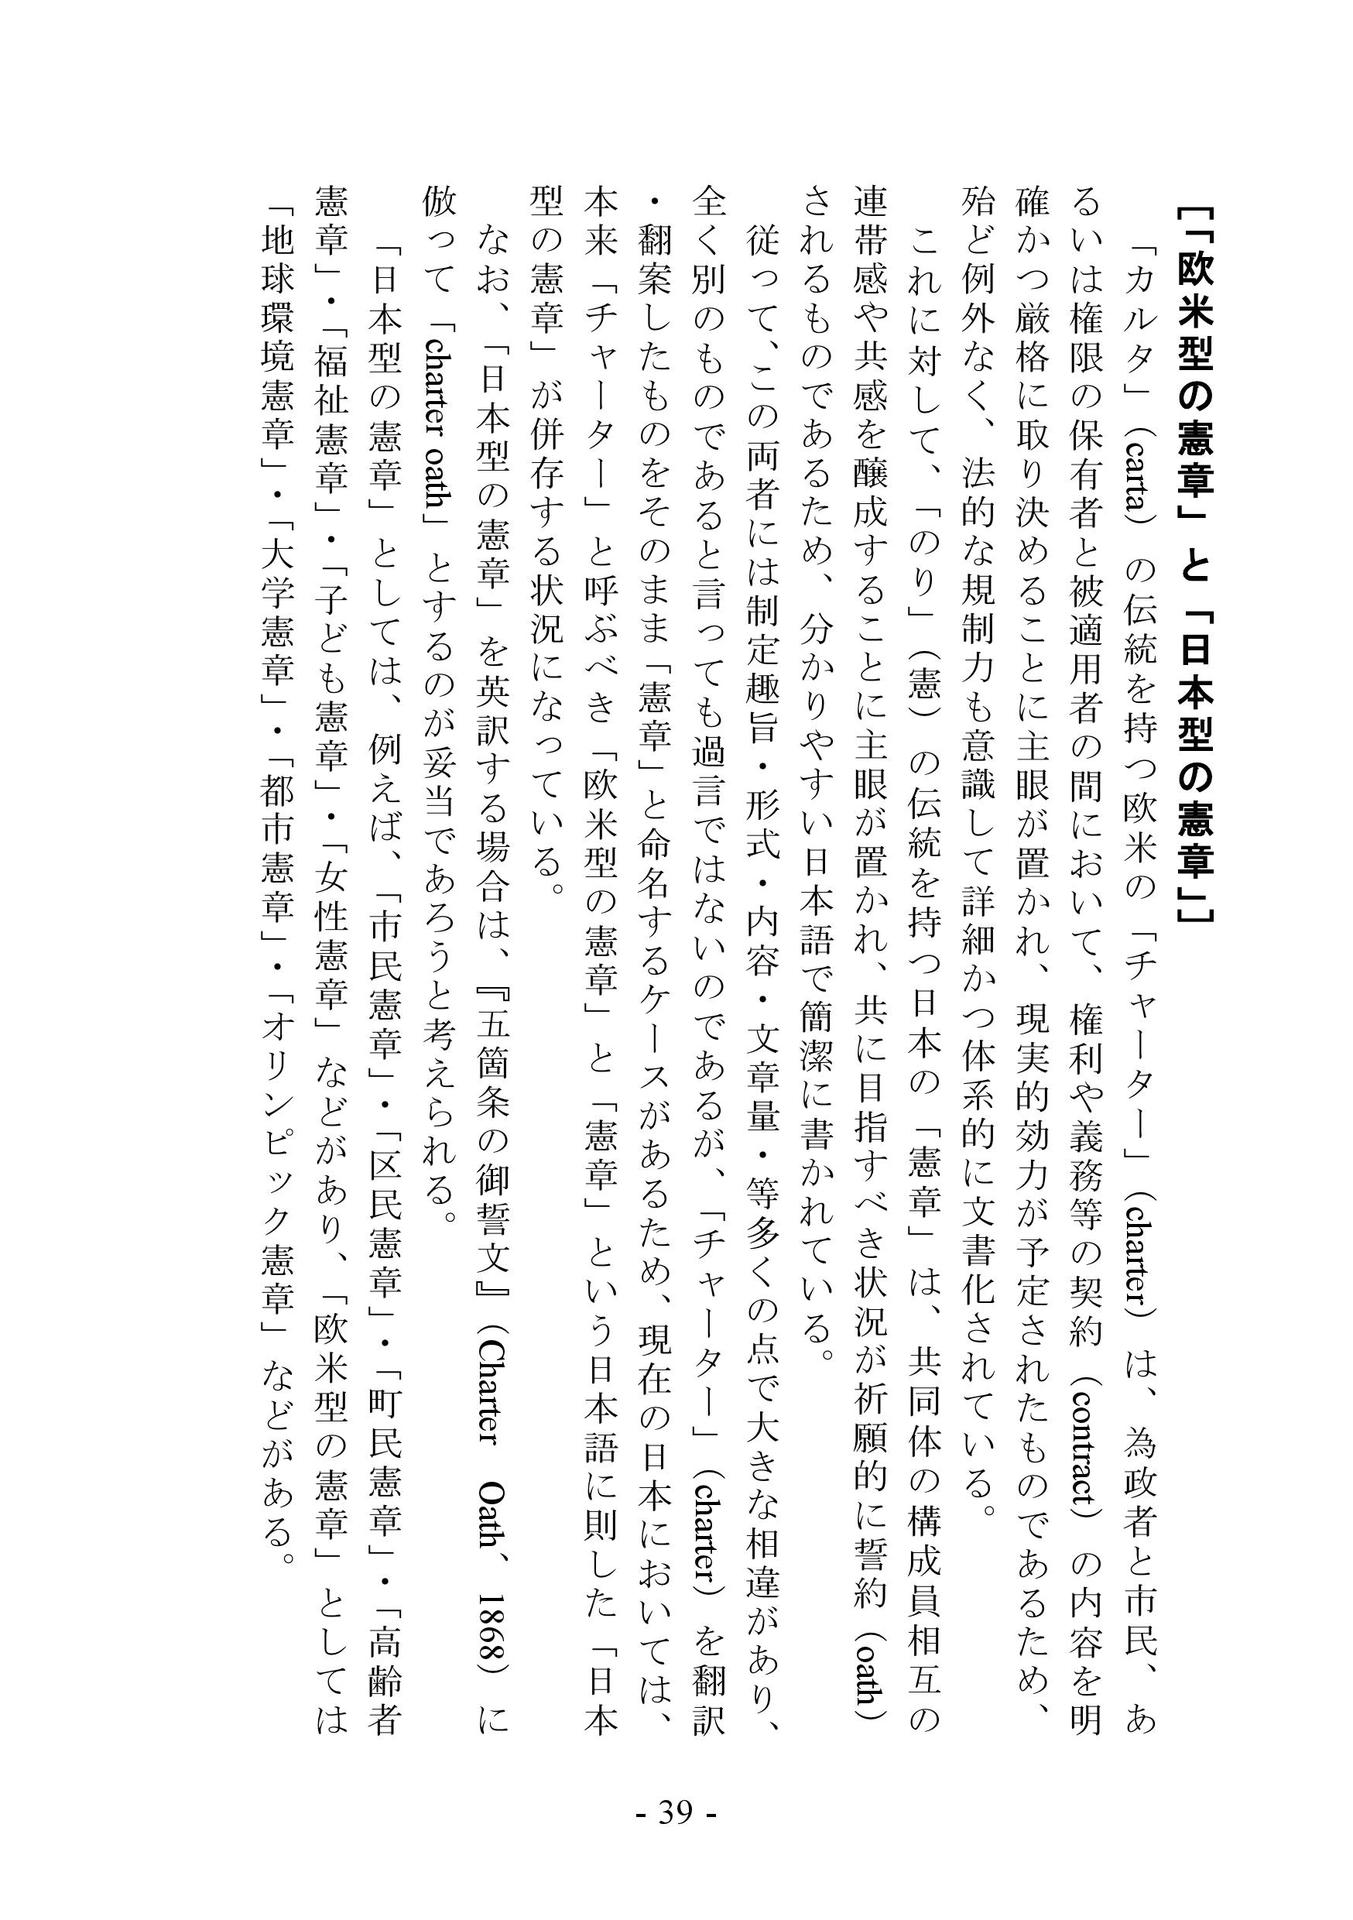 [「欧米型の憲章」と「日本型の憲章」]
「カルタ」（carta）の伝統を持つ欧米の「チャーター」（charter）は、為政者と市民、あ
るいは権限の保有者と被適用者の間において、権利や義務等の契約（contract）の内容を明
確かつ厳格に取り決めることに主眼が置かれ、現実的効力が予定されたものであるため、
殆ど例外なく、法的な規制力も意識して詳細かつ体系的に文書化されている。
これに対して、「のり」（憲）の伝統を持つ日本の「憲章」は、共同体の構成員相互の
連帯感や共感を醸成することに主眼が置かれ、共に目指すべき状況が祈願的に誓約（oath）
されるものであるため、分かりやすい日本語で簡潔に書かれている。
従って、この両者には制定趣旨・形式・内容・文章量・等多くの点で大きな相違があり、
全く別のものであると言っても過言ではないのであるが、「チャーター」（charter）を翻訳
・翻案したものをそのまま「憲章」と命名するケースがあるため、現在の日本においては、
本来「チャーター」と呼ぶべき「欧米型の憲章」と「憲章」という日本語に則した「日本
型の憲章」が併存する状況になっている。
なお、「日本型の憲章」を英訳する場合は、『五箇条の御誓文』（Charter Oath、1868）に
倣って「charter oath」とするのが妥当であろうと考えられる。
「日本型の憲章」としては、例えば、「市民憲章」・「区民憲章」・「町民憲章」・「高齢者
憲章」・「福祉憲章」・「子ども憲章」・「女性憲章」などがあり、「欧米型の憲章」としては
「地球環境憲章」・「大学憲章」・「都市憲章」・「オリンピック憲章」などがある。
- 39 -